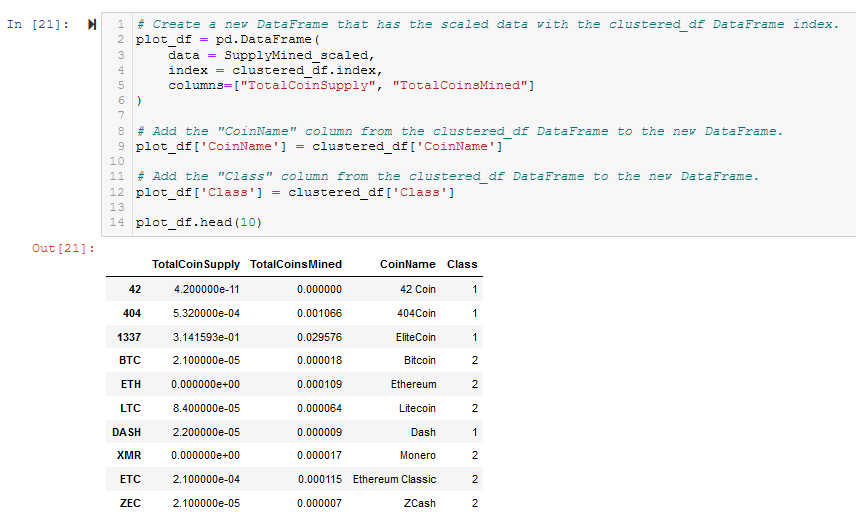 In [21]:
1 # Create a new DataFrame that has the scaled data with the clustered_df DataFrame index.
2 plot_df = pd.DataFrame(
3     data = SupplyMined_scaled,
4     index = clustered_df.index,
5     columns=["TotalCoinSupply", "TotalCoinsMined"]
6 )
7
8 # Add the "CoinName" column from the clustered_df DataFrame to the new DataFrame.
9 plot_df['CoinName'] = clustered_df['CoinName']
10
11 # Add the "Class" column from the clustered_df DataFrame to the new DataFrame.
12 plot_df['Class'] = clustered_df['Class']
13
14 plot_df.head(10)
Out[21]:
TotalCoinSupply TotalCoinsMined CoinName Class
42 4.200000e-11 0.000000 42 Coin 1
404 5.320000e-04 0.001066 404Coin 1
1337 3.141593e-01 0.029576 EliteCoin 1
BTC 2.100000e-05 0.000018 Bitcoin 2
ETH 0.000000e+00 0.000109 Ethereum 2
LTC 8.400000e-05 0.000064 Litecoin 2
DASH 2.200000e-05 0.000009 Dash 1
XMR 0.000000e+00 0.000017 Monero 2
ETC 2.100000e-04 0.000115 Ethereum Classic 2
ZEC 2.100000e-05 0.000007 ZCash 2